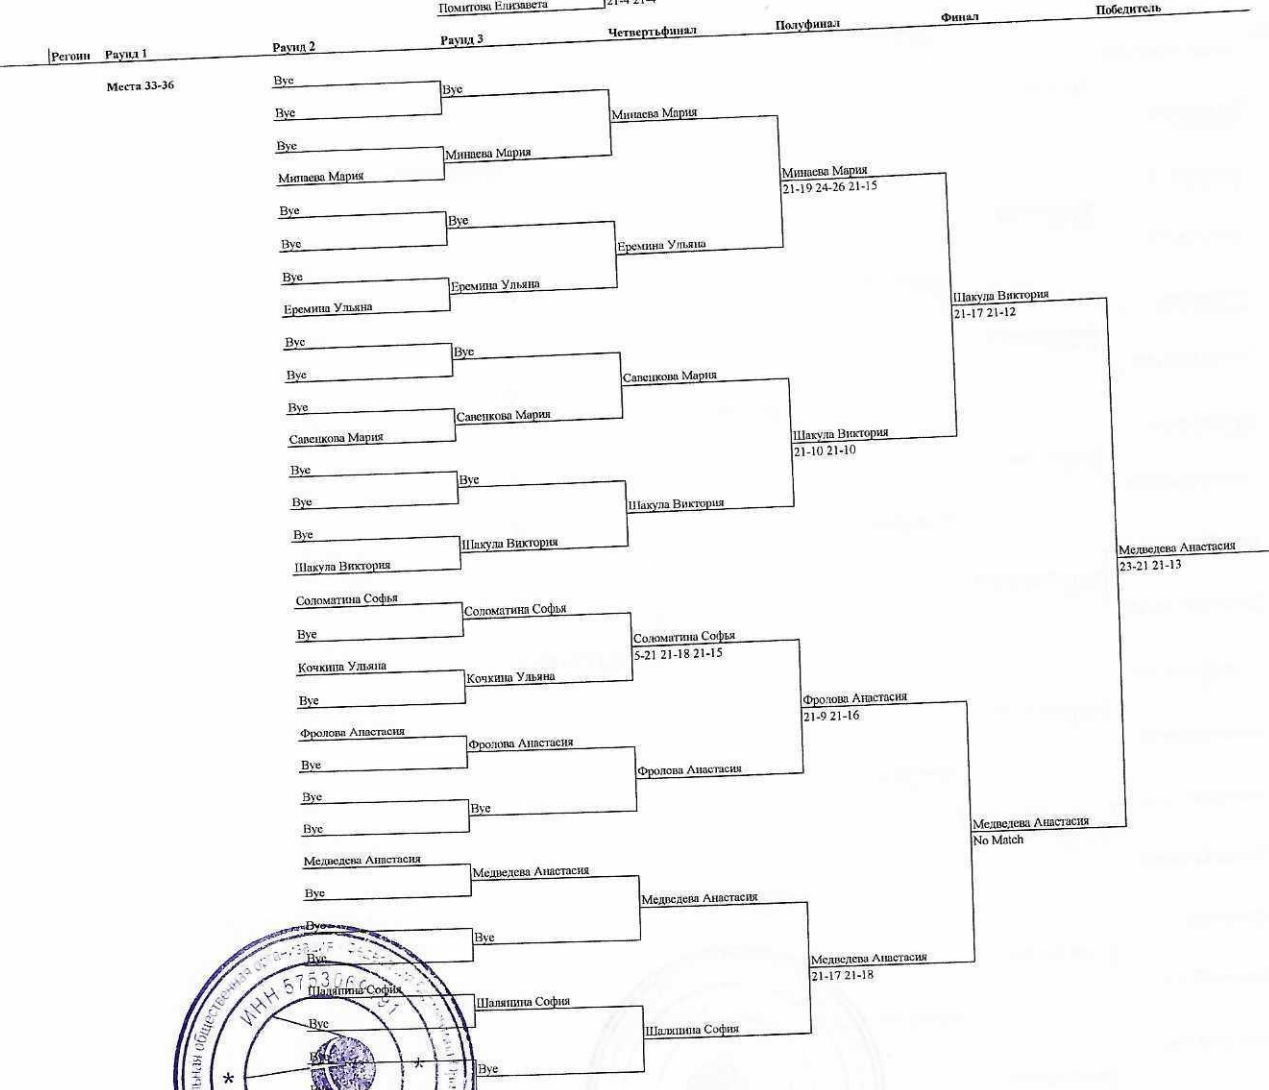 Помитова Елизавета
21-4 21-4
Регион Раунд 1 Раунд 2 Раунд 3 Четвертьфинал Полуфинал Финал Победитель
Места 33-36
Bye
Bye
Bye
Минаева Мария
Bye
Bye
Минаева Мария
Минаева Мария
Минаева Мария
21-19 24-26 21-15
Bye
Bye
Bye
Еремина Ульяна
Bye
Еремина Ульяна
Еремина Ульяна
Шакула Виктория
21-17 21-12
Bye
Bye
Bye
Савенкова Мария
Bye
Савенкова Мария
Савенкова Мария
Шакула Виктория
21-10 21-10
Bye
Bye
Bye
Шакула Виктория
Bye
Шакула Виктория
Шакула Виктория
Медведева Анастасия
23-21 21-13
Соломатина Софья
Bye
Соломатина Софья
Соломатина Софья
5-21 21-18 21-15
Кочкина Ульяна
Bye
Кочкина Ульяна
Фролова Анастасия
21-9 21-16
Фролова Анастасия
Bye
Фролова Анастасия
Фролова Анастасия
Bye
Bye
Bye
Медведева Анастасия
No Match
Медведева Анастасия
Bye
Медведева Анастасия
Медведева Анастасия
Bye
Bye
Bye
Медведева Анастасия
21-17 21-18
Шаляпина София
Bye
Шаляпина София
Шаляпина София
Bye
Bye
общественная
ИНН